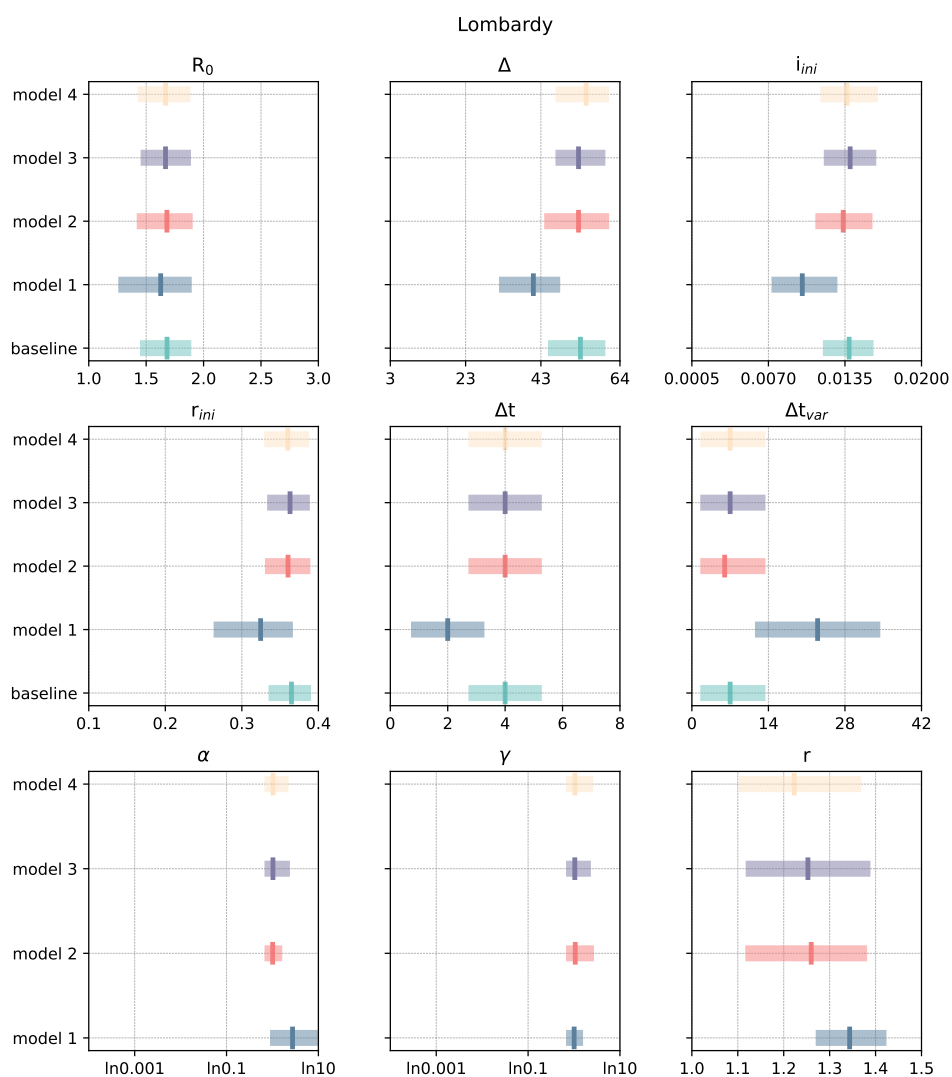 Lombardy
R0 Δ iini
model 4
model 3
model 2
model 1
baseline
1.0 1.5 2.0 2.5 3.0 3 23 43 64 0.0005 0.0070 0.0135 0.0200
rini Δt Δtvar
model 4
model 3
model 2
model 1
baseline
0.1 0.2 0.3 0.4 0 2 4 6 8 0 14 28 42
α γ r
model 4
model 3
model 2
model 1
ln0.001 ln0.1 ln10 ln0.001 ln0.1 ln10 1.0 1.1 1.2 1.3 1.4 1.5